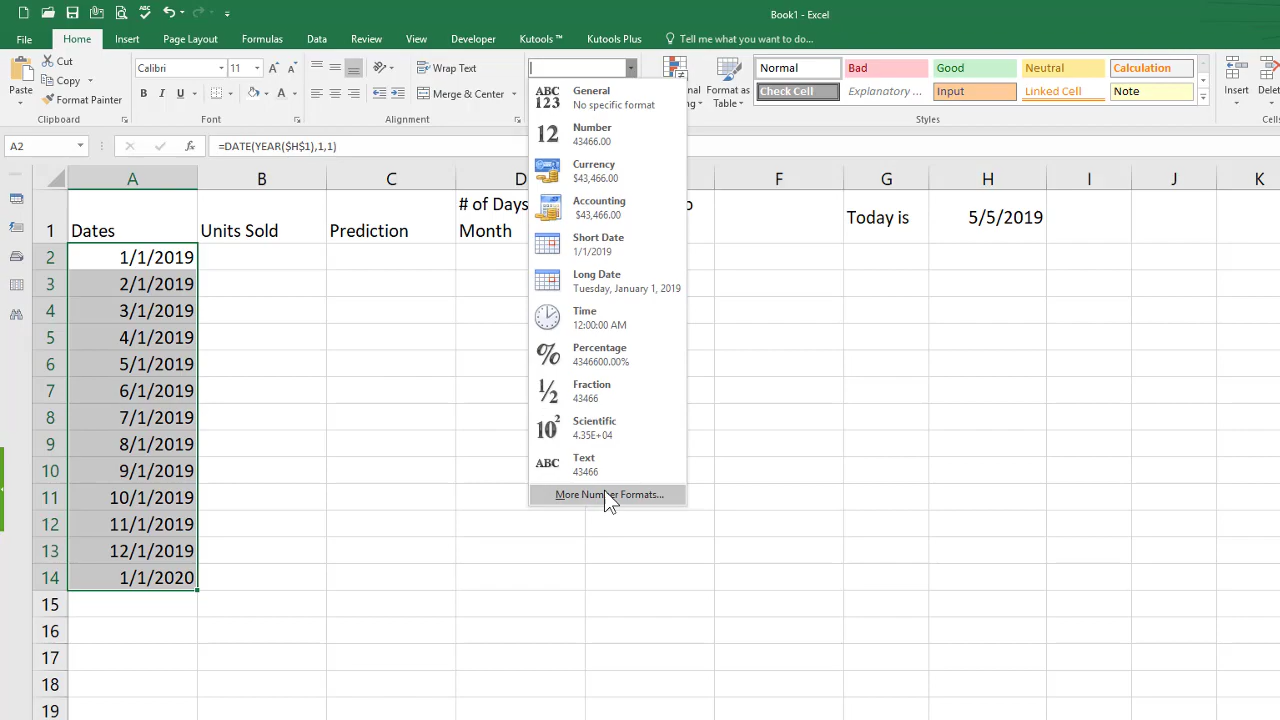 Book1 - Excel
File Home Insert Page Layout Formulas Data Review View Developer Kutools ™ Kutools Plus Tell me what you want to do...
Paste
Cut
Copy
Format Painter
Clipboard
Calibri 11
B I U
Font
Wrap Text
Merge & Center
Alignment
Format as
Table
Normal Bad Good Neutral Calculation
Check Cell Explanatory ... Input Linked Cell Note
Styles
Insert
A2 =DATE(YEAR($H$1),1,1)
A B C D F G H I J K
1 Dates Units Sold Prediction # of Days
Month Today is 5/5/2019
2 1/1/2019
3 2/1/2019
4 3/1/2019
5 4/1/2019
6 5/1/2019
7 6/1/2019
8 7/1/2019
9 8/1/2019
10 9/1/2019
11 10/1/2019
12 11/1/2019
13 12/1/2019
14 1/1/2020
15
16
17
18
19
ABC
123
General
No specific format
12
Number
43466.00
Currency
$43,466.00
Accounting
$43,466.00
Short Date
1/1/2019
Long Date
Tuesday, January 1, 2019
Time
12:00:00 AM
%
Percentage
4346600.00%
1/2
Fraction
43466
10²
Scientific
4.35E+04
ABC
Text
43466
More Number Formats...